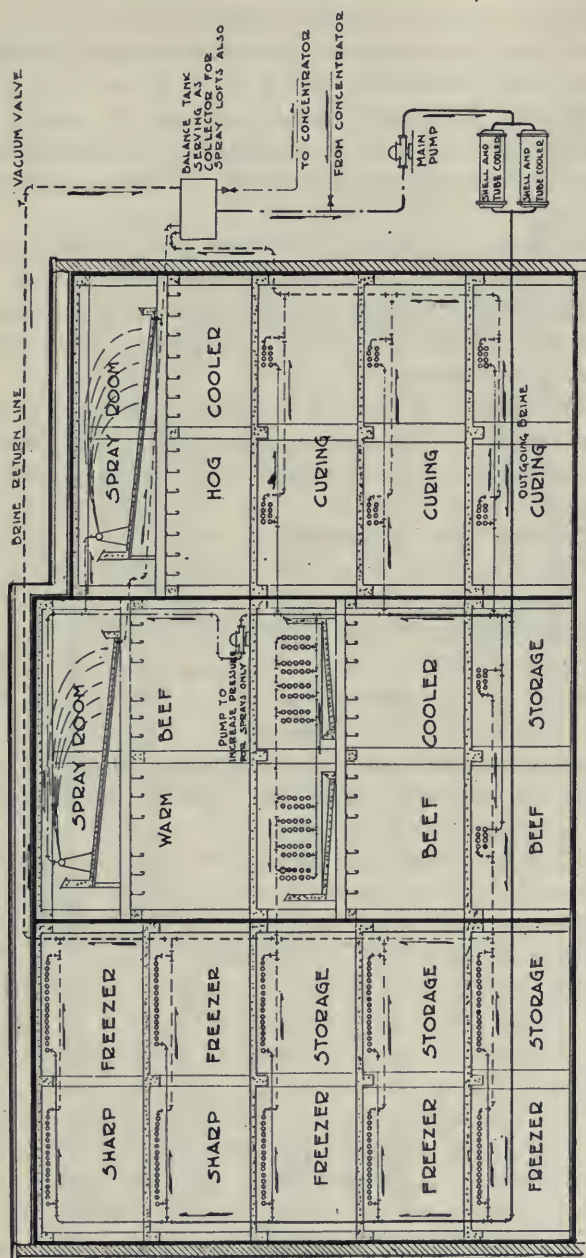 BRINE RETURN LINE
VACUUM VALVE
BALANCE TANK
SERVING AS
COLLECTOR FOR
SPRAY LOFTS ALSO
TO CONCENTRATOR
FROM CONCENTRATOR
MAIN
PUMP
SHELL AND
TUBE COOLER
SHELL AND
TUBE COOLER
SPRAY ROOM
SPRAY ROOM
HOG COOLER
SHARP FREEZER
WARM BEEF
PUMP TO
INCREASE PRESSURE
FOR SPRAYS ONLY
CURING
SHARP FREEZER
FREEZER STORAGE
BEEF COOLER
CURING
FREEZER STORAGE
OUTGOING BRINE
FREEZER STORAGE
BEEF STORAGE
CURING